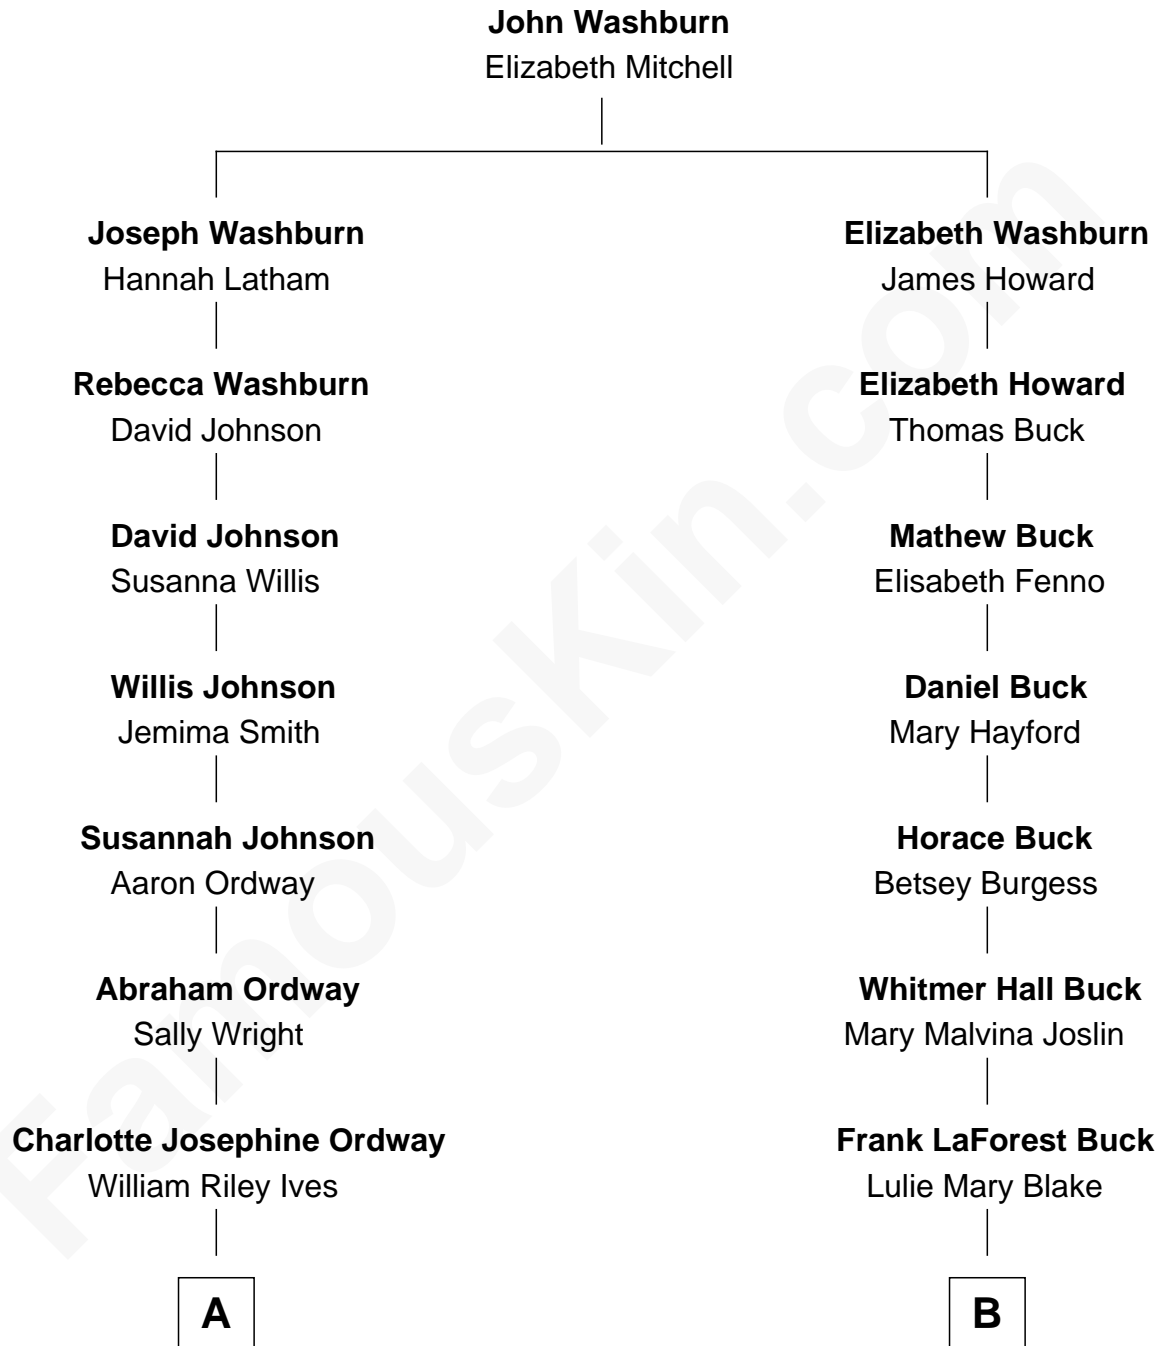 John Washburn
Elizabeth Mitchell
Joseph Washburn
Hannah Latham
Elizabeth Washburn
James Howard
Rebecca Washburn
David Johnson
Elizabeth Howard
Thomas Buck
David Johnson
Susanna Willis
Mathew Buck
Elisabeth Fenno
Willis Johnson
Jemima Smith
Daniel Buck
Mary Hayford
Susannah Johnson
Aaron Ordway
Horace Buck
Betsey Burgess
Abraham Ordway
Sally Wright
Whitmer Hall Buck
Mary Malvina Joslin
Charlotte Josephine Ordway
William Riley Ives
Frank LaForest Buck
Lulie Mary Blake
A
B
FamousKin.com